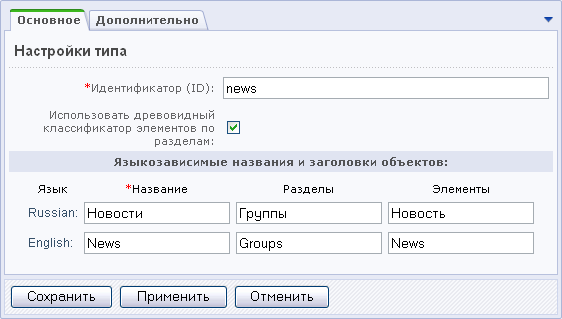 Основное Дополнительно
Настройки типа
*Идентификатор (ID): news
Использовать древовидный
классификатор элементов по
разделам:
Языкозависимые названия и заголовки объектов:
Язык *Название Разделы Элементы
Russian: Новости Группы Новость
English: News Groups News
Сохранить Применить Отменить